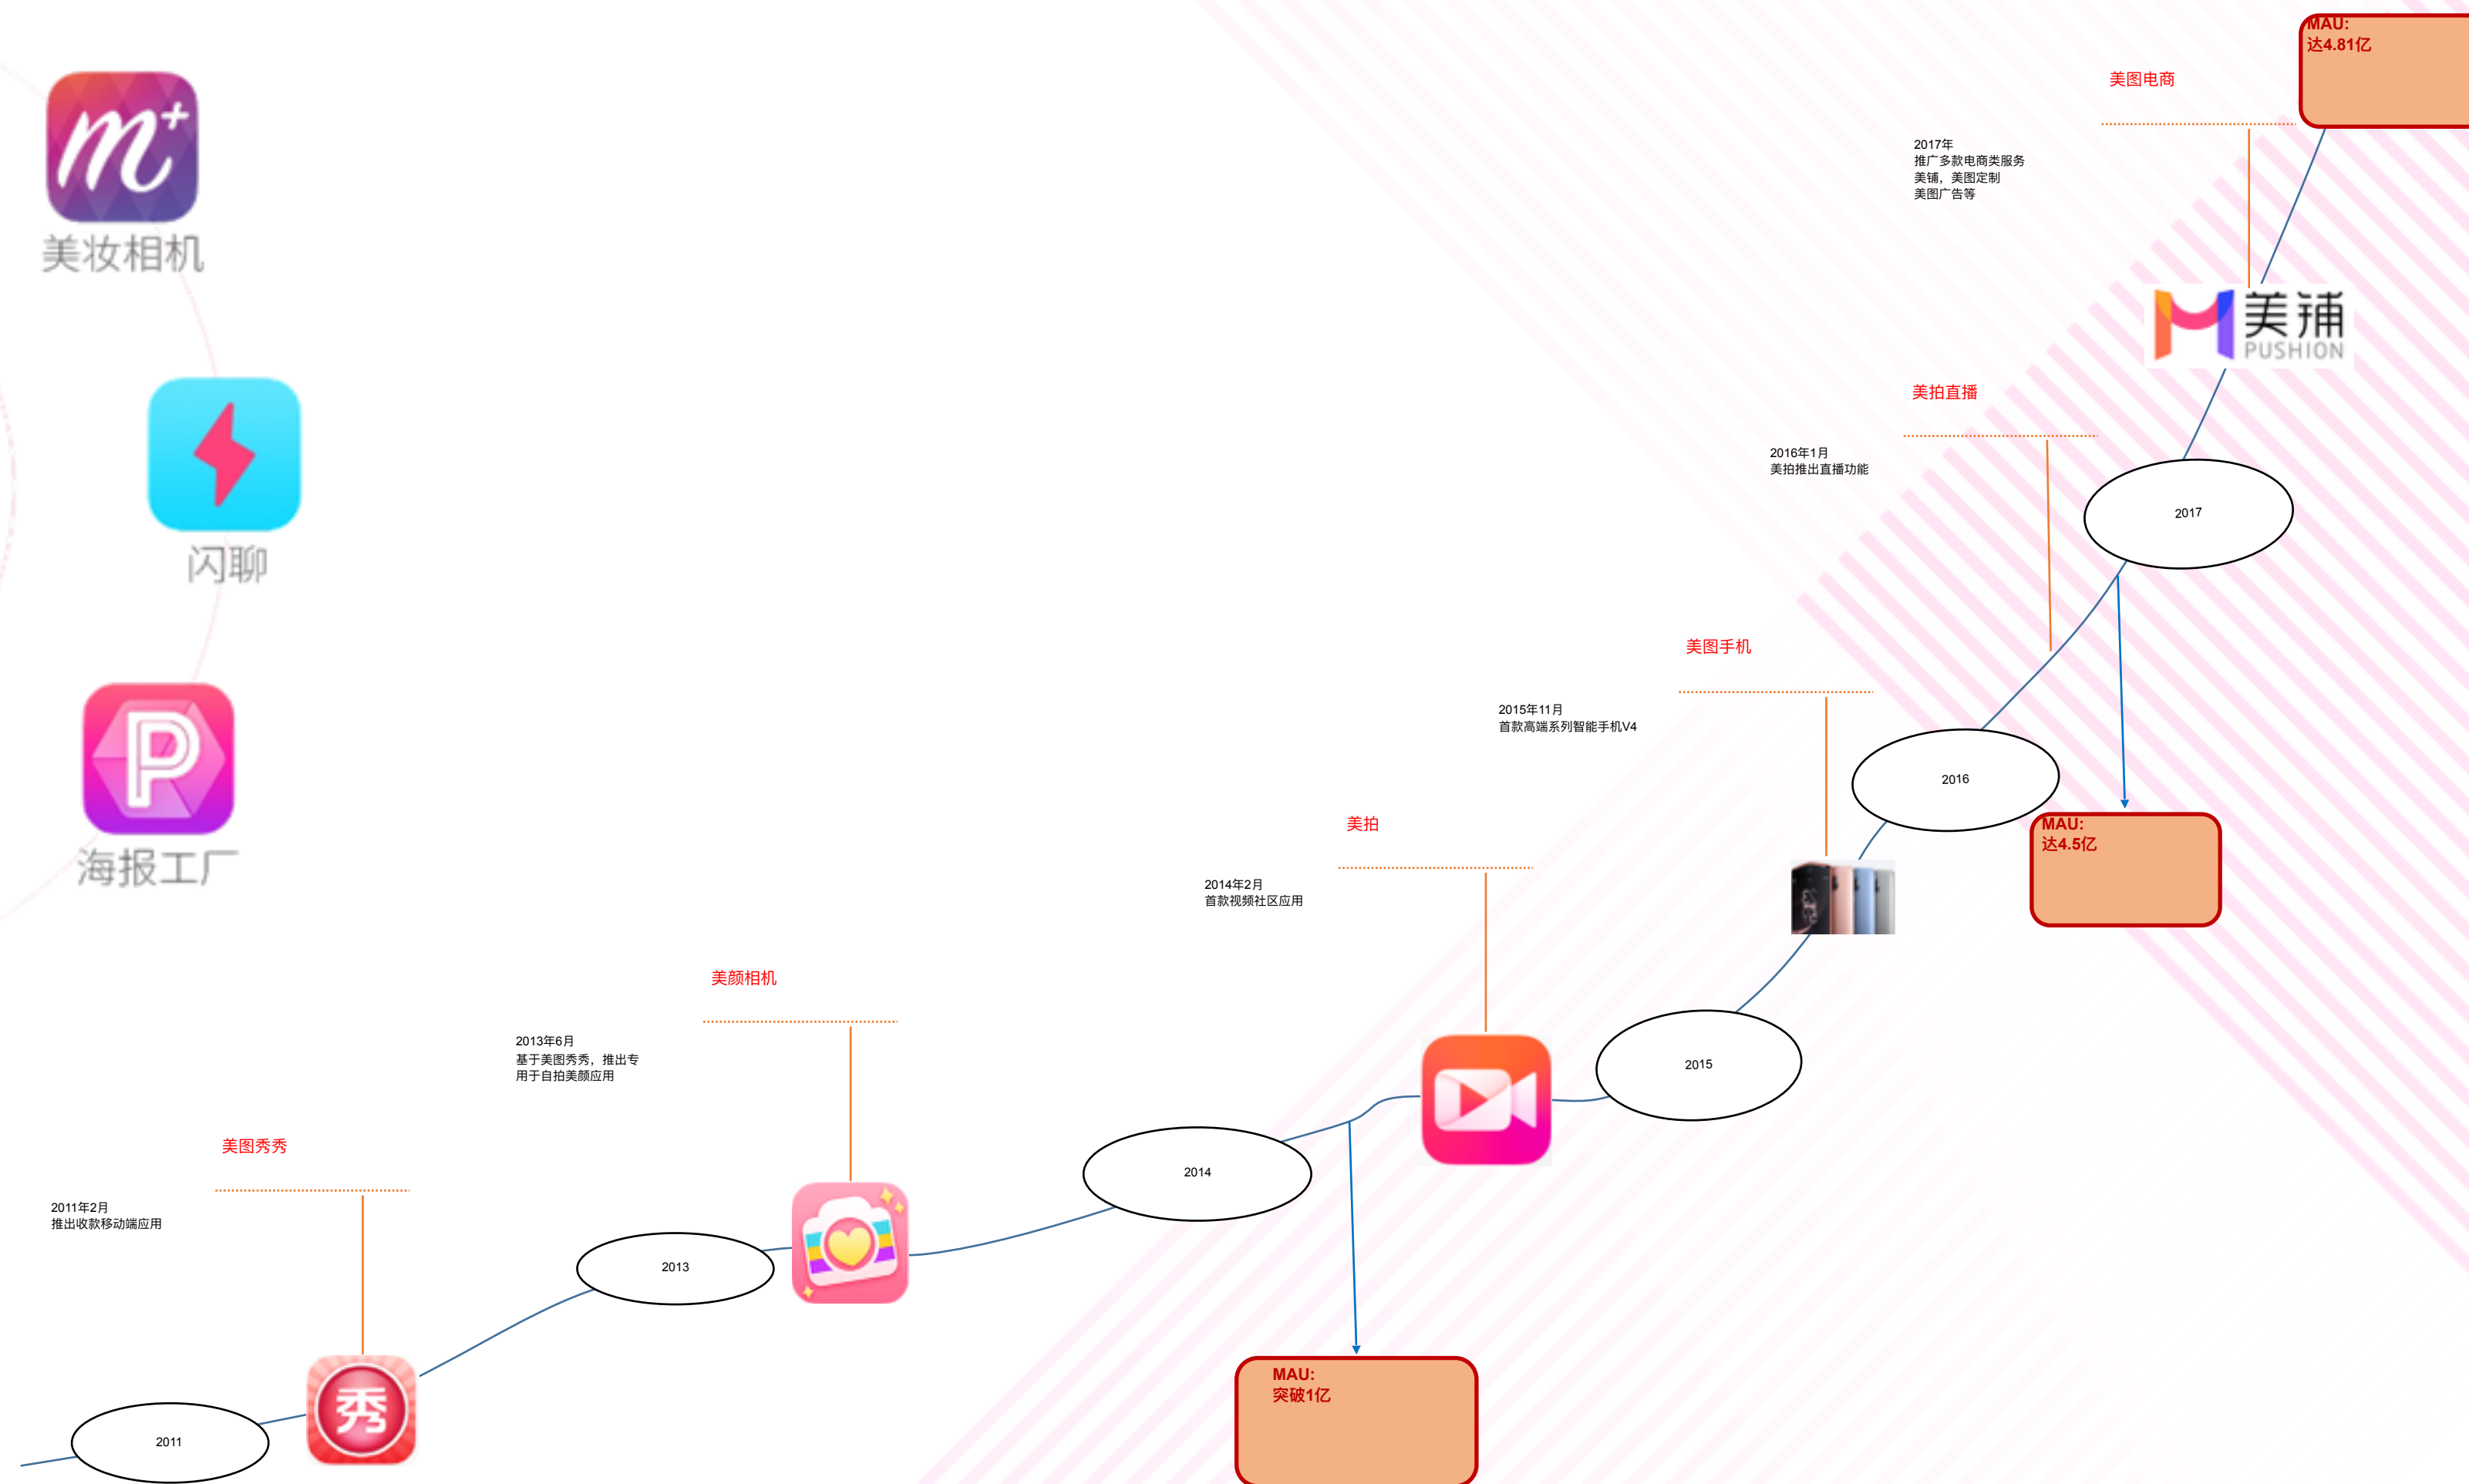 MAU:
达4.81亿
美图电商
m+
2017年
推广多款电商类服务
美铺，美图定制
美图广告等
美妆相机
美铺
PUSHION
美拍直播
2016年1月
美拍推出直播功能
2017
闪聊
美图手机
2015年11月
首款高端系列智能手机V4
P
2016
MAU:
达4.5亿
美拍
海报工厂
2014年2月
首款视频社区应用
美颜相机
2013年6月
基于美图秀秀，推出专
用于自拍美颜应用
2015
美图秀秀
2014
2011年2月
推出收款移动端应用
2013
MAU:
突破1亿
秀
2011